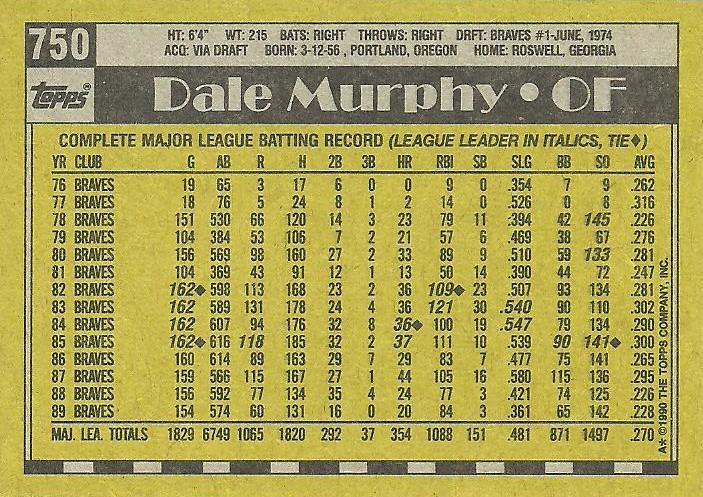 750
HT: 6'4" WT: 215 BATS: RIGHT THROWS: RIGHT DRFT: BRAVES #1-JUNE, 1974
ACQ: VIA DRAFT BORN: 3-12-56 , PORTLAND, OREGON HOME: ROSWELL, GEORGIA
topps®
Dale Murphy • OF
COMPLETE MAJOR LEAGUE BATTING RECORD (LEAGUE LEADER IN ITALICS, TIE♦)
YR CLUB G AB R H 2B 3B HR RBI SB SLG BB SO AVG
76 BRAVES 19 65 3 17 6 0 0 9 0 .354 7 9 .262
77 BRAVES 18 76 5 24 8 1 2 14 0 .526 0 8 .316
78 BRAVES 151 530 66 120 14 3 23 79 11 .394 42 145 .226
79 BRAVES 104 384 53 106 7 2 21 57 6 .469 38 67 .276
80 BRAVES 156 569 98 160 27 2 33 89 9 .510 59 133 .281
81 BRAVES 104 369 43 91 12 1 13 50 14 .390 44 72 .247
82 BRAVES 162♦ 598 113 168 23 2 36 109♦ 23 .507 93 134 .281
83 BRAVES 162 589 131 178 24 4 36 121 30 .540 90 110 .302
84 BRAVES 162 607 94 176 32 8 36♦ 100 19 .547 79 134 .290
85 BRAVES 162♦ 616 118 185 32 2 37 111 10 .539 90 141♦ .300
86 BRAVES 160 614 89 163 29 7 29 83 7 .477 75 141 .265
87 BRAVES 159 566 115 167 27 1 44 105 16 .580 115 136 .295
88 BRAVES 156 592 77 134 35 4 24 77 3 .421 74 125 .226
89 BRAVES 154 574 60 131 16 0 20 84 3 .361 65 142 .228
MAJ. LEA. TOTALS 1829 6749 1065 1820 292 37 354 1088 151 .481 871 1497 .270
A* ©1990 THE TOPPS COMPANY, INC.